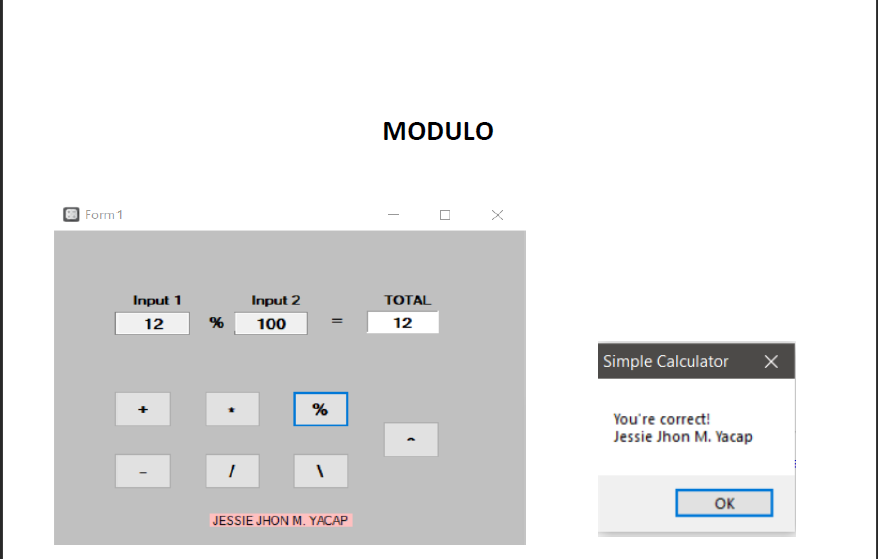 MODULO
Form1
Input 1 Input 2 TOTAL
12 % 100 = 12
+ * % ^
- / \
JESSIE JHON M. YACAP
Simple Calculator
You're correct!
Jessie Jhon M. Yacap
OK